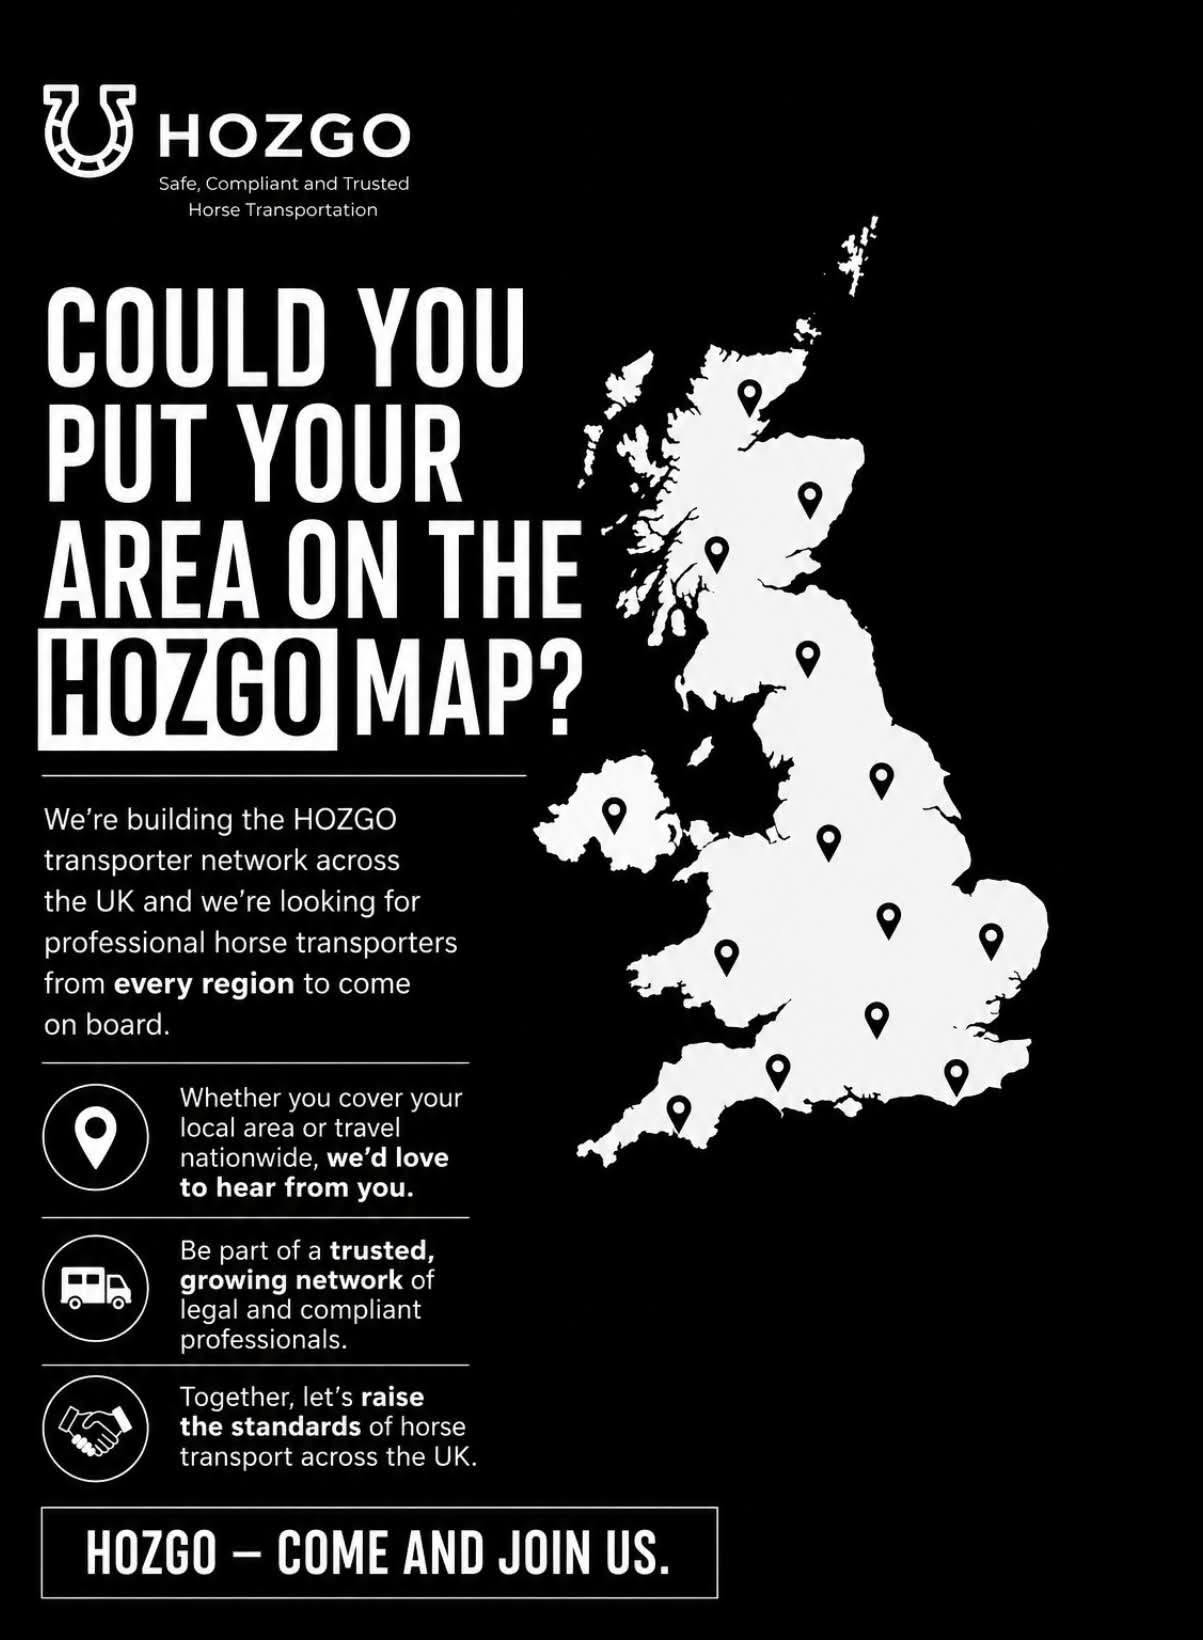 HOZGO
Safe, Compliant and Trusted
Horse Transportation
COULD YOU
PUT YOUR
AREA ON THE
HOZGO MAP?
We're building the HOZGO
transporter network across
the UK and we're looking for
professional horse transporters
from every region to come
on board.
Whether you cover your
local area or travel
nationwide, we'd love
to hear from you.
Be part of a trusted,
growing network of
legal and compliant
professionals.
Together, let's raise
the standards of horse
transport across the UK.
HOZGO – COME AND JOIN US.